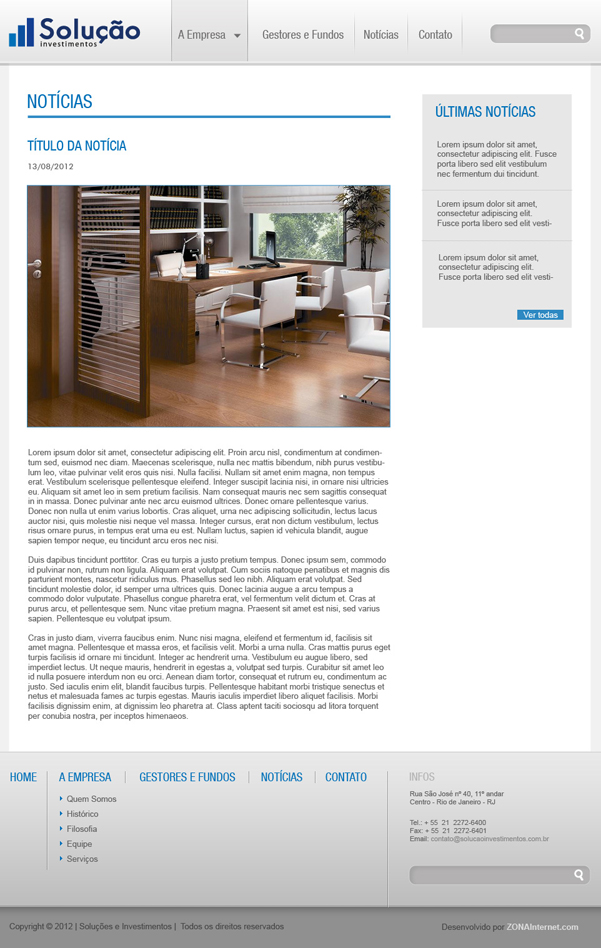 Solução
investimentos
A Empresa
Gestores e Fundos
Notícias
Contato
NOTÍCIAS
TÍTULO DA NOTÍCIA
13/08/2012
Lorem ipsum dolor sit amet, consectetur adipiscing elit. Proin arcu nisl, condimentum at condimen-
tum sed, euismod nec diam. Maecenas scelerisque, nulla nec mattis bibendum, nibh purus vestibu-
lum leo, vitae pulvinar velit eros quis nisi. Nulla facilisi. Nullam sit amet enim magna, non tempus
erat. Vestibulum scelerisque pellentesque eleifend. Integer suscipit lacinia nisi, in ornare nisi ultricies
eu. Aliquam sit amet leo in sem pretium facilisis. Nam consequat mauris nec sem sagittis consequat
in in massa. Donec pulvinar ante nec arcu euismod ultrices. Donec ornare pellentesque varius.
Donec non nulla ut enim varius lobortis. Cras aliquet, urna nec adipiscing sollicitudin, lectus lacus
auctor nisi, quis molestie nisi neque vel massa. Integer cursus, erat non dictum vestibulum, lectus
risus ornare purus, in tempus erat urna eu est. Nullam luctus, sapien id vehicula blandit, augue
sapien tempor neque, eu tincidunt arcu eros nec nisi.
Duis dapibus tincidunt porttitor. Cras eu turpis a justo pretium tempus. Donec ipsum sem, commodo
id pulvinar non, rutrum non ligula. Aliquam erat volutpat. Cum sociis natoque penatibus et magnis dis
parturient montes, nascetur ridiculus mus. Phasellus sed leo nibh. Aliquam erat volutpat. Sed
tincidunt molestie dolor, id semper urna ultrices quis. Donec lacinia augue a arcu tempus a
commodo dolor vulputate. Phasellus congue pharetra erat, vel fermentum velit dictum et. Cras at
purus arcu, et pellentesque sem. Nunc vitae pretium magna. Praesent sit amet est nisi, sed varius
sapien. Pellentesque eu volutpat ipsum.
Cras in justo diam, viverra faucibus enim. Nunc nisi magna, eleifend et fermentum id, facilisis sit
amet magna. Pellentesque et massa eros, et facilisis velit. Morbi a urna nulla. Cras mattis purus eget
turpis facilisis id ornare mi tincidunt. Integer ac hendrerit urna. Vestibulum eu augue libero, sed
imperdiet lectus. Ut neque mauris, hendrerit in egestas a, volutpat sed turpis. Curabitur sit amet leo
id nulla posuere interdum non eu orci. Aenean diam tortor, consequat et rutrum eu, condimentum ac
justo. Sed iaculis enim elit, blandit faucibus turpis. Pellentesque habitant morbi tristique senectus et
netus et malesuada fames ac turpis egestas. Mauris iaculis imperdiet libero aliquet facilisis. Morbi
facilisis dignissim enim, at dignissim leo pharetra at. Class aptent taciti sociosqu ad litora torquent
per conubia nostra, per inceptos himenaeos.
ÚLTIMAS NOTÍCIAS
Lorem ipsum dolor sit amet,
consectetur adipiscing elit. Fusce
porta libero sed elit vestibulum
nec fermentum dui tincidunt.
Lorem ipsum dolor sit amet,
consectetur adipiscing elit.
Fusce porta libero sed elit vesti-
Lorem ipsum dolor sit amet,
consectetur adipiscing elit.
Fusce porta libero sed elit vesti-
Ver todas
HOME
A EMPRESA
Quem Somos
Histórico
Filosofia
Equipe
Serviços
GESTORES E FUNDOS
NOTÍCIAS
CONTATO
INFOS
Rua São José nº 40, 11º andar
Centro - Rio de Janeiro - RJ
Tel.: + 55 21 2272-6400
Fax: + 55 21 2272-6401
Email: contato@solucaoinvestimentos.com.br
Copyright © 2012 | Soluções e Investimentos | Todos os direitos reservados
Desenvolvido por ZONAInternet.com